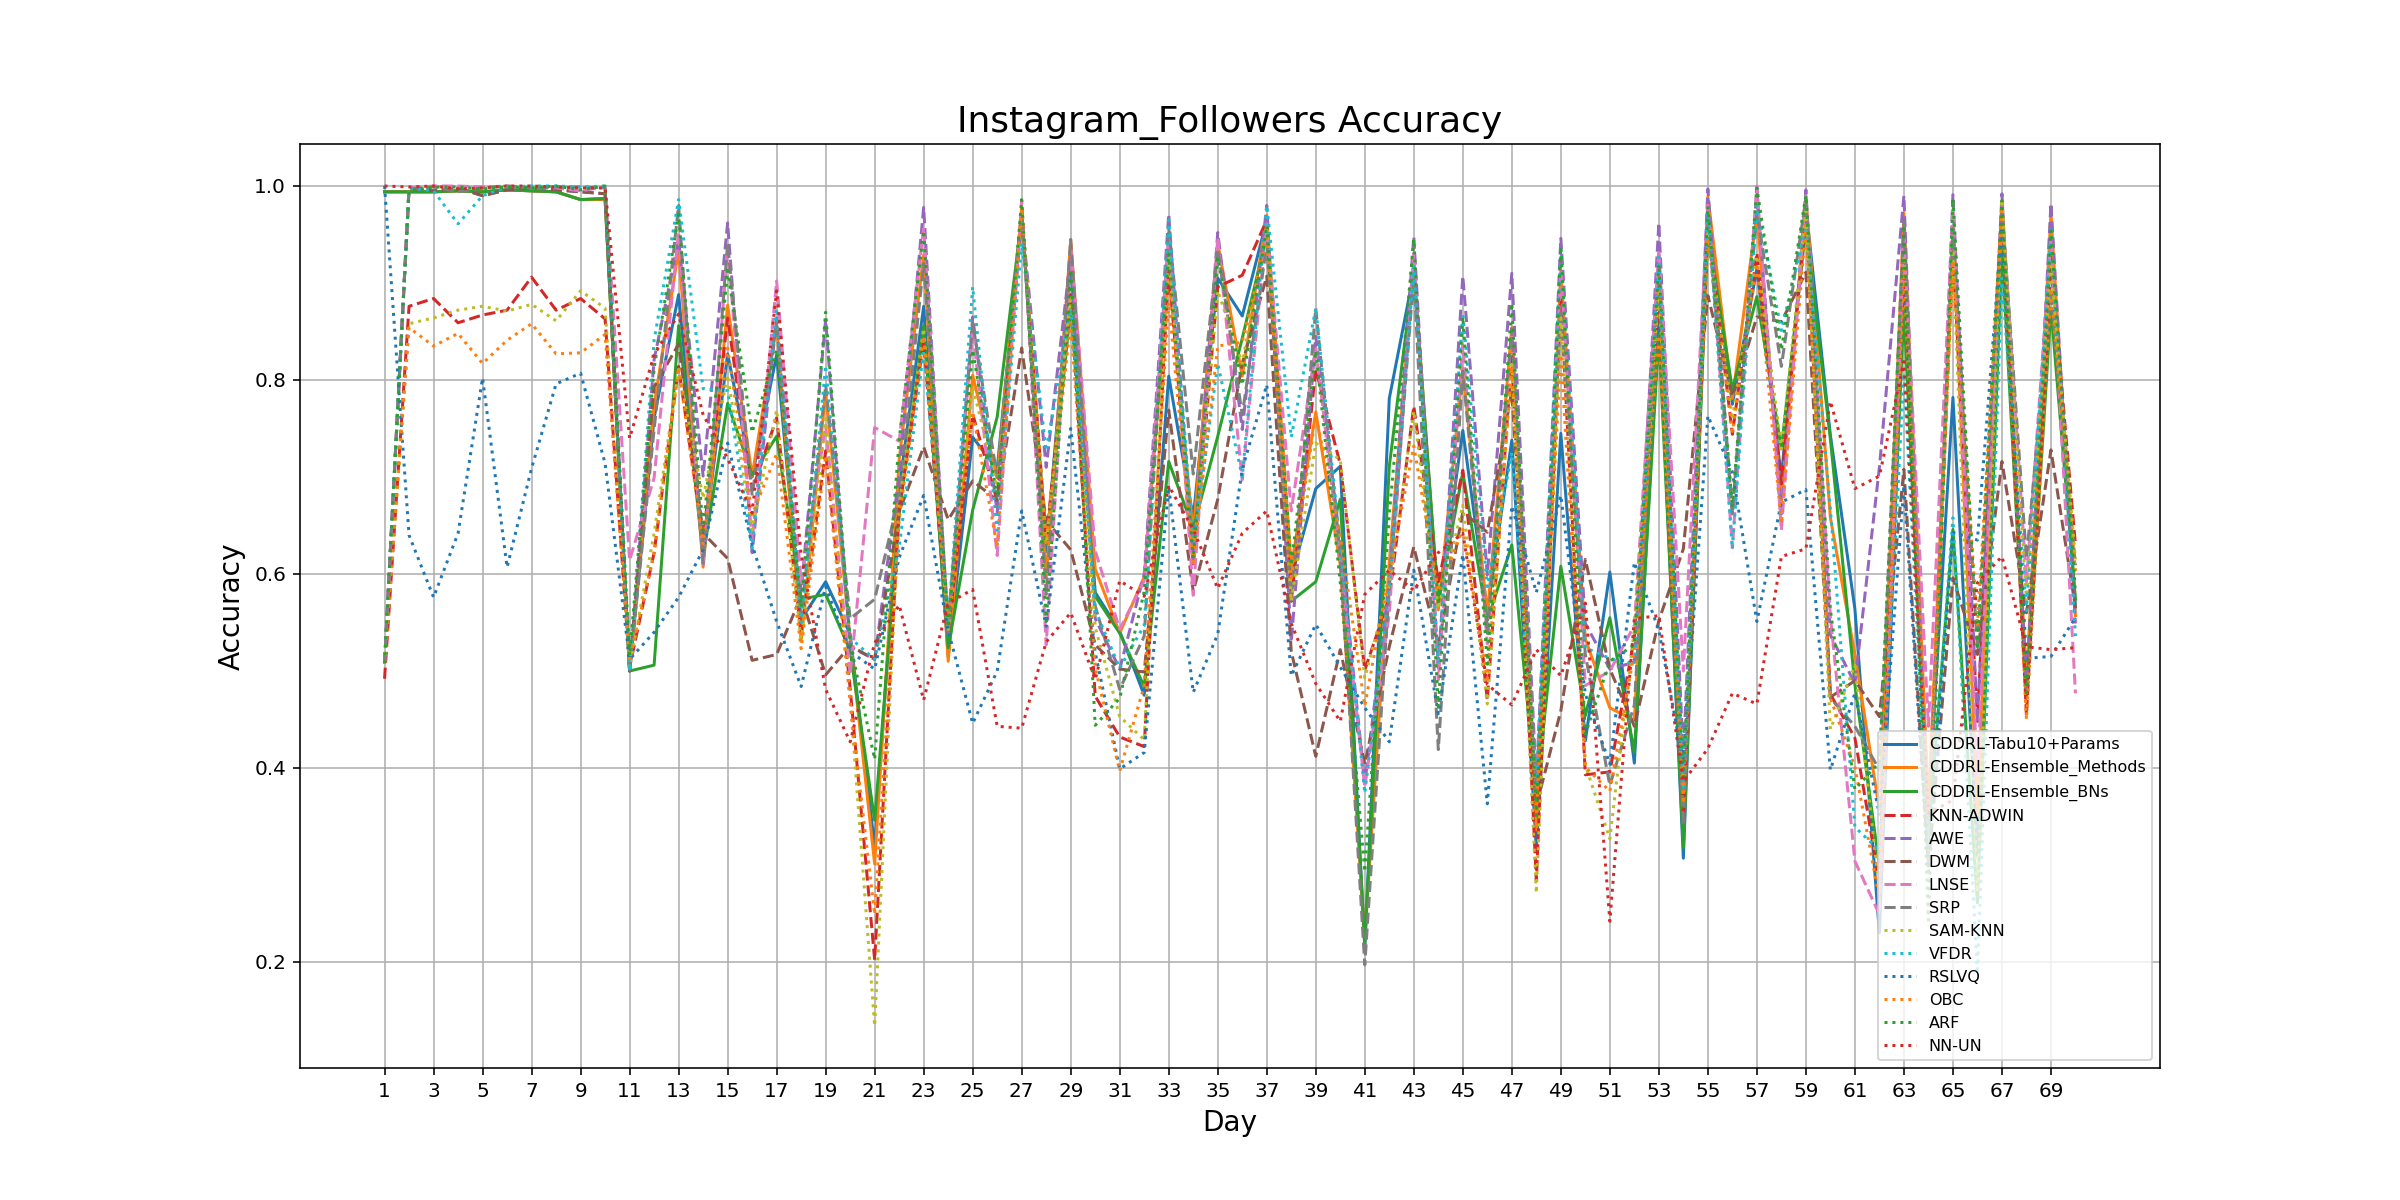 Instagram_Followers Accuracy
Accuracy
1.0
0.8
0.6
0.4
0.2
CDDRL-Tabu10+Params
CDDRL-Ensemble_Methods
CDDRL-Ensemble_BNs
KNN-ADWIN
AWE
DWM
LNSE
SRP
SAM-KNN
VFDR
RSLVQ
OBC
ARF
NN-UN
1 3 5 7 9 11 13 15 17 19 21 23 25 27 29 31 33 35 37 39 41 43 45 47 49 51 53 55 57 59 61 63 65 67 69
Day